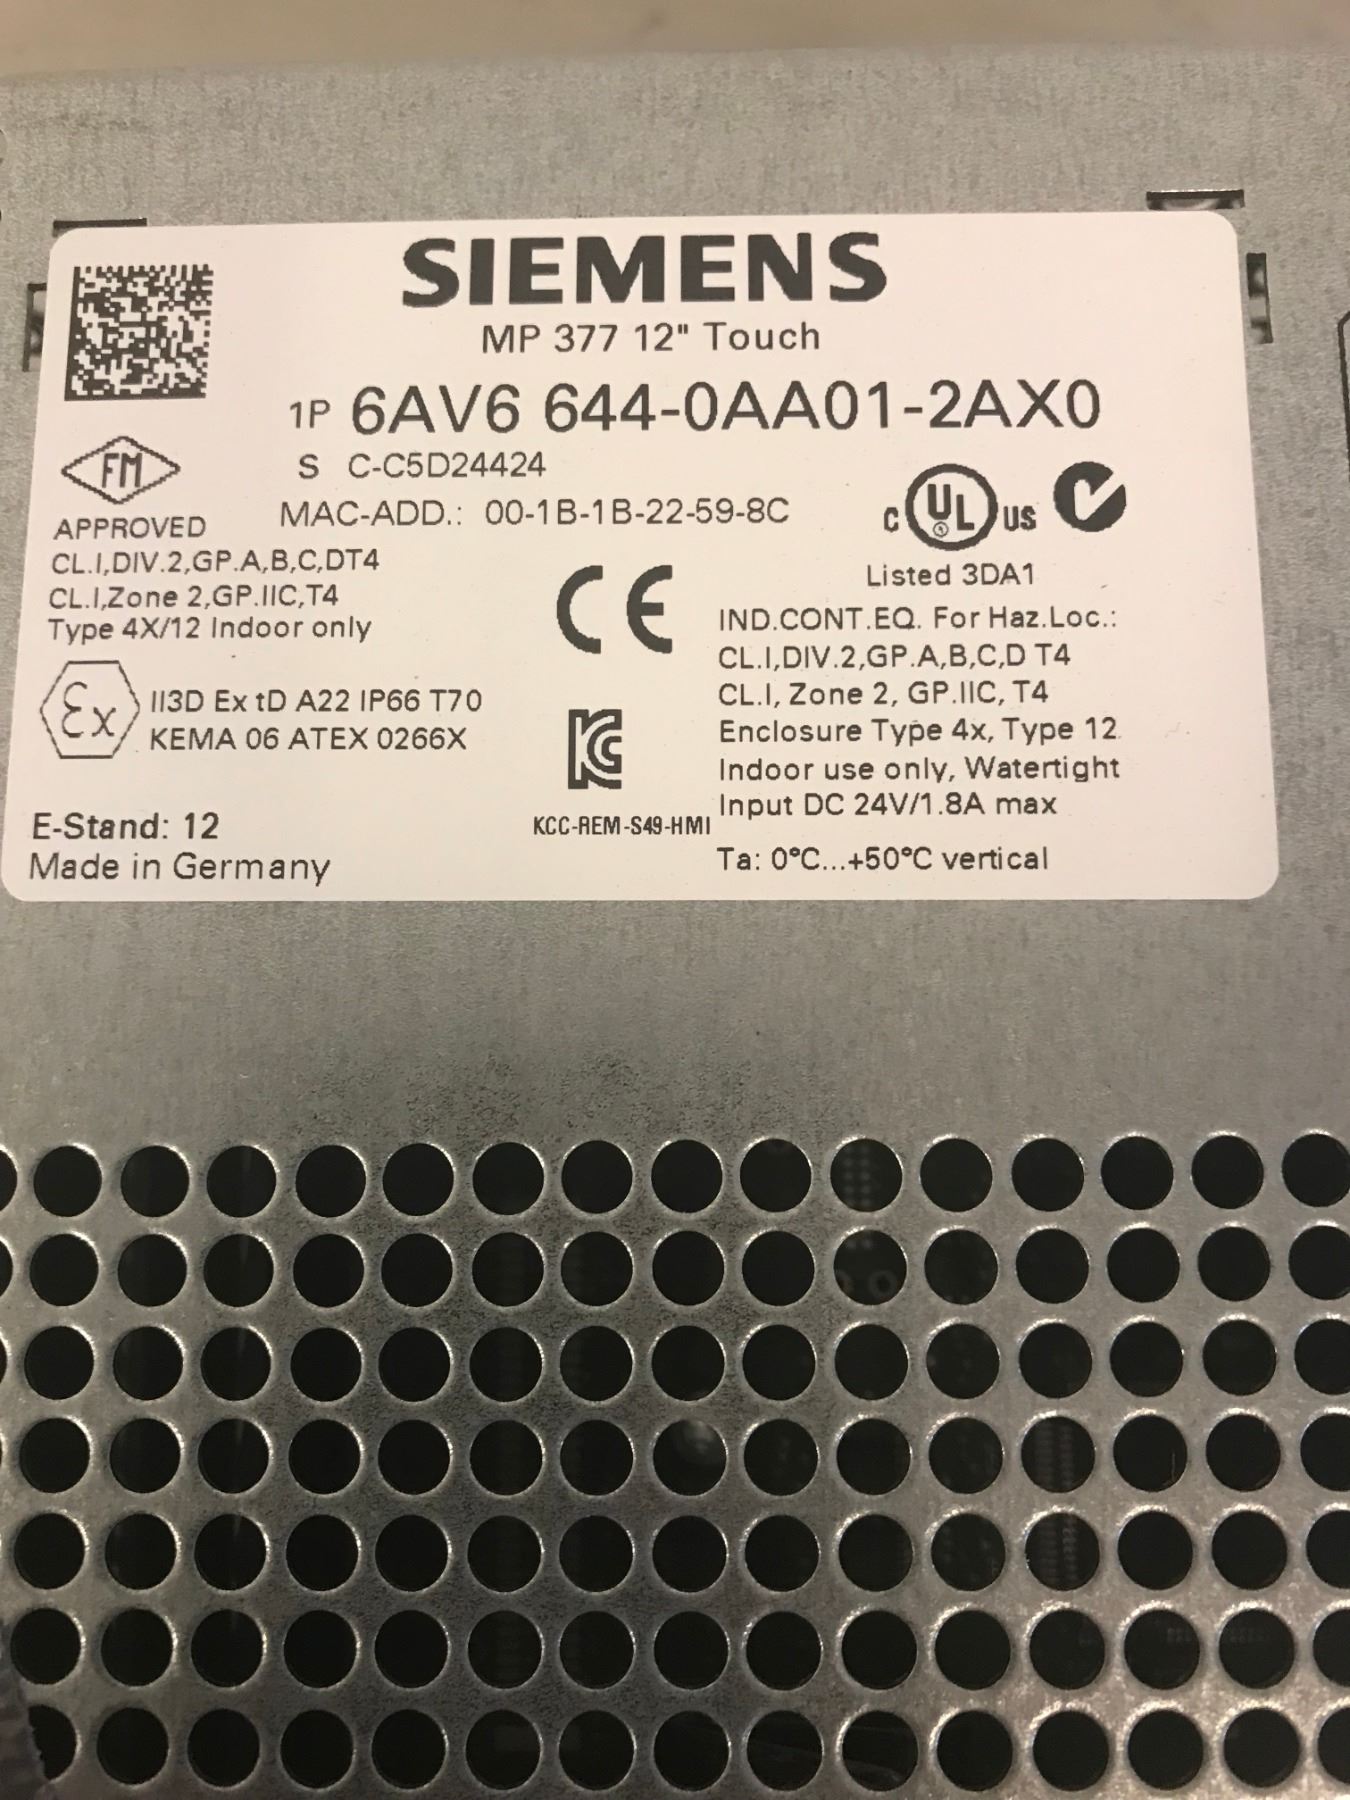 SIEMENS
MP 377 12" Touch
1P 6AV6 644-0AA01-2AX0
S C-C5D24424
MAC-ADD.: 00-1B-1B-22-59-8C
FM
APPROVED
CL.I,DIV.2,GP.A,B,C,DT4
CL.I,Zone 2,GP.IIC,T4
Type 4X/12 Indoor only
Ex
II3D Ex tD A22 IP66 T70
KEMA 06 ATEX 0266X
E-Stand: 12
Made in Germany
CE
KC
KCC-REM-S49-HMI
C UL US
Listed 3DA1
IND.CONT.EQ. For Haz.Loc.:
CL.I,DIV.2,GP.A,B,C,D T4
CL.I, Zone 2, GP.IIC, T4
Enclosure Type 4x, Type 12
Indoor use only, Watertight
Input DC 24V/1.8A max
Ta: 0°C...+50°C vertical